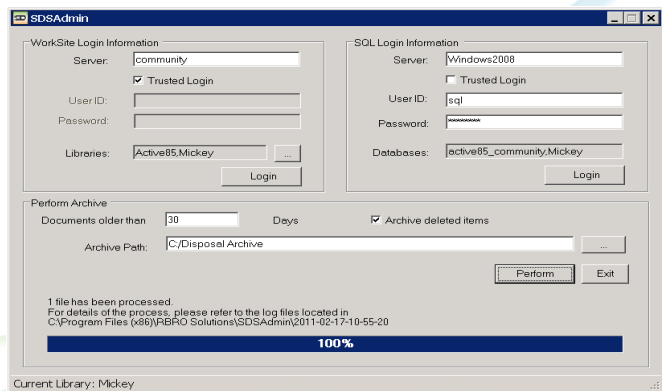 SDSAdmin
WorkSite Login Information
Server: community
Trusted Login
User ID:
Password:
Libraries: Active85,Mickey ...
Login
SQL Login Information
Server: Windows2008
Trusted Login
User ID: sql
Password: ********
Databases: active85_community,Mickey
Login
Perform Archive
Documents older than 30 Days Archive deleted items
Archive Path: C:/Disposal Archive ...
Perform Exit
1 file has been processed.
For details of the process, please refer to the log files located in
C:\Program Files (x86)\RBRO Solutions\SDSAdmin\2011-02-17-10-55-20
100%
Current Library: Mickey